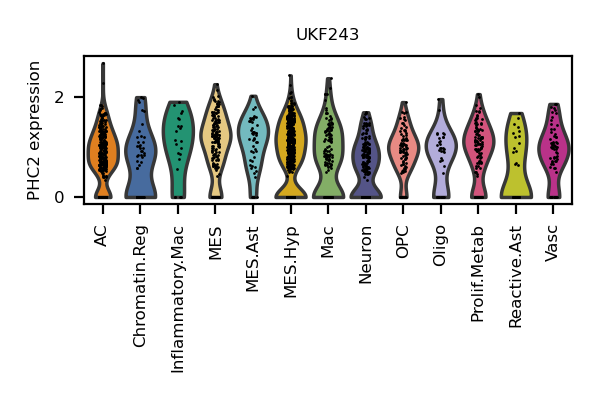 UKF243
PHC2 expression
2
0
AC
Chromatin.Reg
Inflammatory.Mac
MES
MES.Ast
MES.Hyp
Mac
Neuron
OPC
Oligo
Prolif.Metab
Reactive.Ast
Vasc